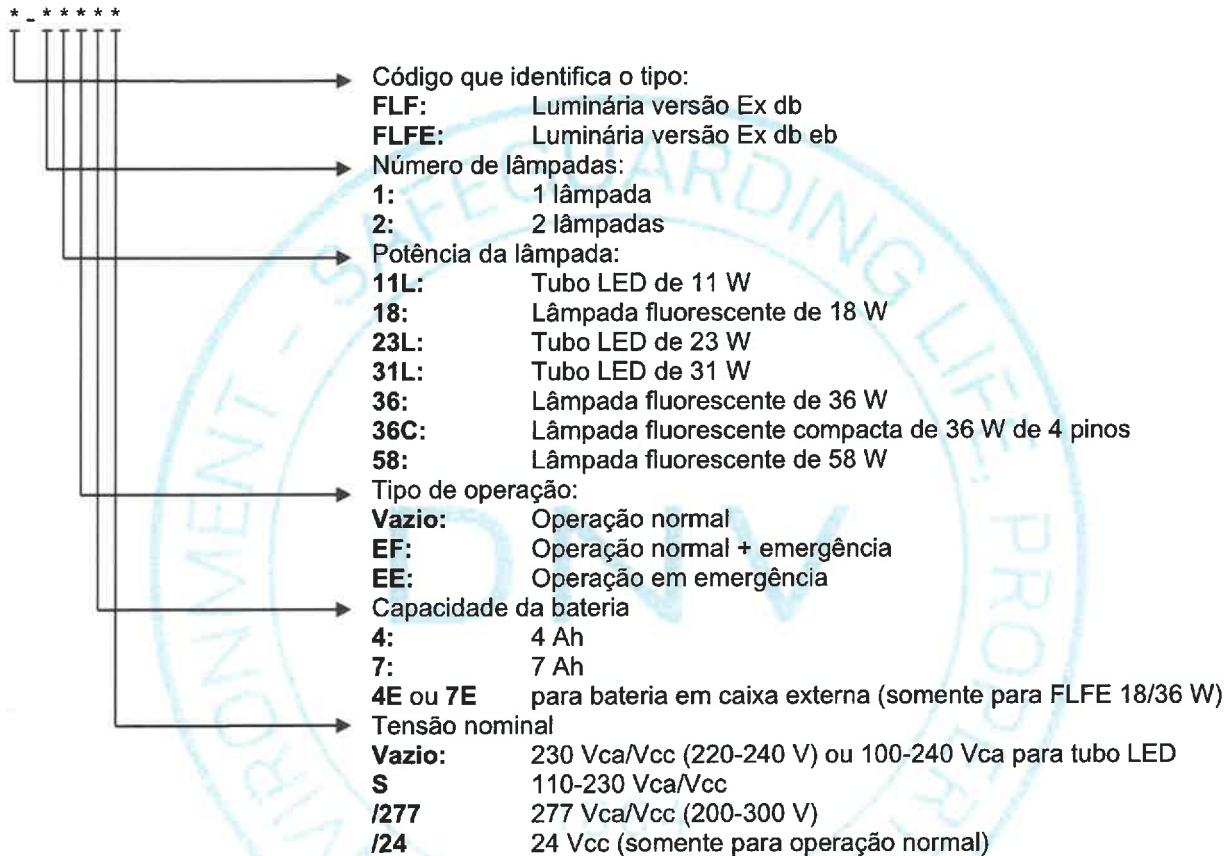 * - * * * * *
Código que identifica o tipo:
FLF: Luminária versão Ex db
FLFE: Luminária versão Ex db eb
Número de lâmpadas:
1: 1 lâmpada
2: 2 lâmpadas
Potência da lâmpada:
11L: Tubo LED de 11 W
18: Lâmpada fluorescente de 18 W
23L: Tubo LED de 23 W
31L: Tubo LED de 31 W
36: Lâmpada fluorescente de 36 W
36C: Lâmpada fluorescente compacta de 36 W de 4 pinos
58: Lâmpada fluorescente de 58 W
Tipo de operação:
Vazio: Operação normal
EF: Operação normal + emergência
EE: Operação em emergência
Capacidade da bateria
4: 4 Ah
7: 7 Ah
4E ou 7E para bateria em caixa externa (somente para FLFE 18/36 W)
Tensão nominal
Vazio: 230 Vca/Vcc (220-240 V) ou 100-240 Vca para tubo LED
S 110-230 Vca/Vcc
/277 277 Vca/Vcc (200-300 V)
/24 24 Vcc (somente para operação normal)
SAFEGUARDING LIFE, PROPER
VIRONMENT -
DNV